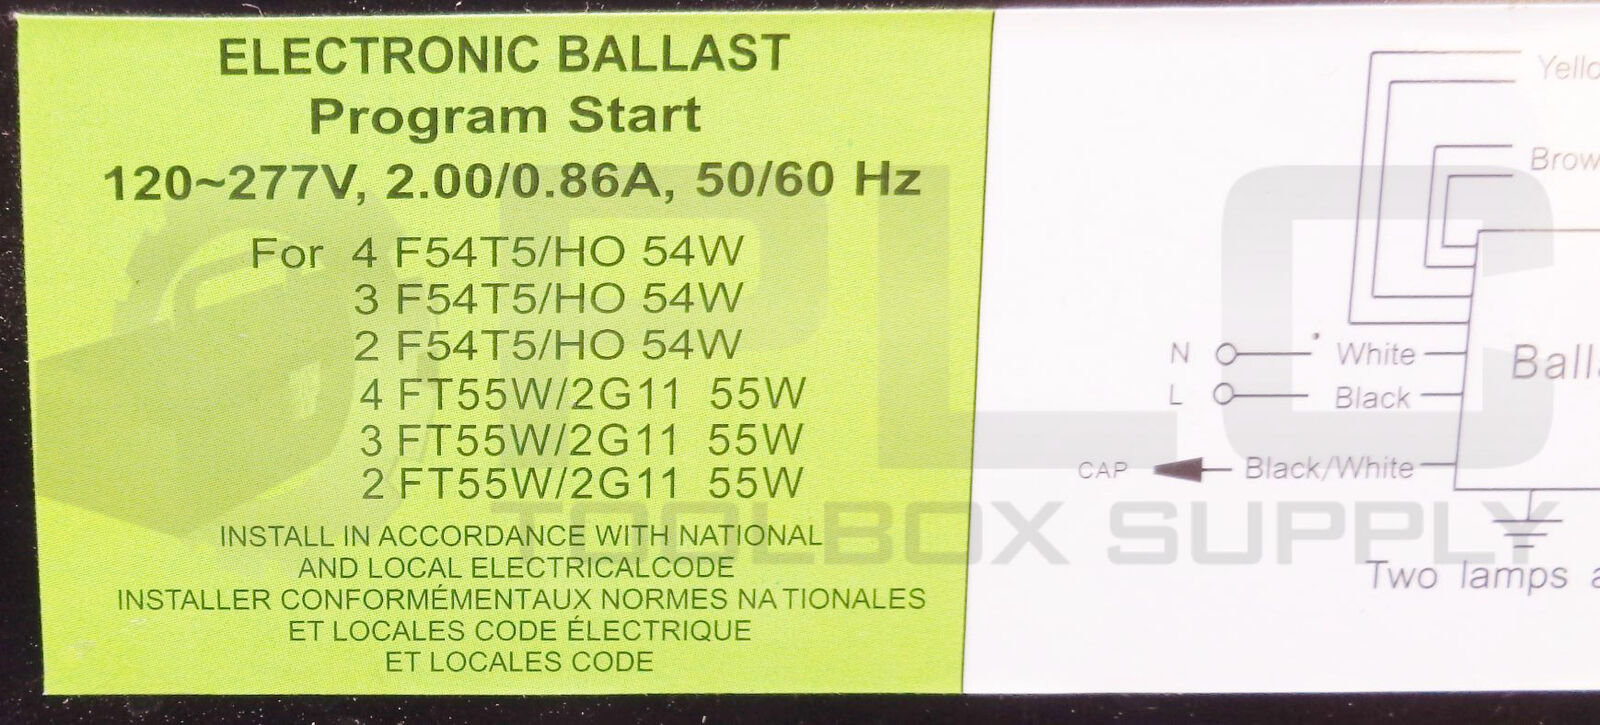 ELECTRONIC BALLAST
Program Start
120~277V, 2.00/0.86A, 50/60 Hz
For 4 F54T5/HO 54W
3 F54T5/HO 54W
2 F54T5/HO 54W
4 FT55W/2G11 55W
3 FT55W/2G11 55W
2 FT55W/2G11 55W
INSTALL IN ACCORDANCE WITH NATIONAL
AND LOCAL ELECTRICALCODE
INSTALLER CONFORMÉMENTAUX NORMES NATIONALES
ET LOCALES CODE ÉLECTRIQUE
ET LOCALES CODE
Yello
Brow
N White
L Black
Balla
CAP Black/White
Two lamps a
PLC
TOOLBOX SUPPLY